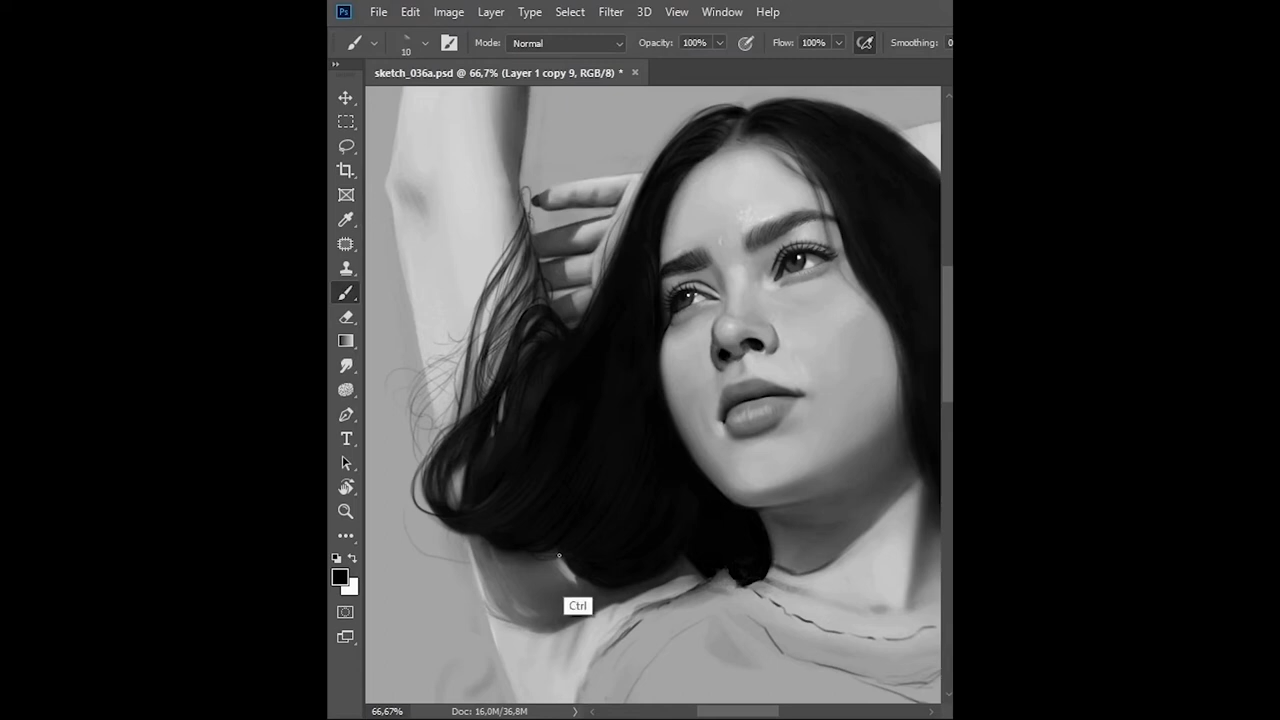 Ps File Edit Image Layer Type Select Filter 3D View Window Help
10 Mode: Normal Opacity: 100% Flow: 100% Smoothing: 0
sketch_036a.psd @ 66,7% (Layer 1 copy 9, RGB/8) *
Ctrl
66,67% Doc: 16,0M/36,8M